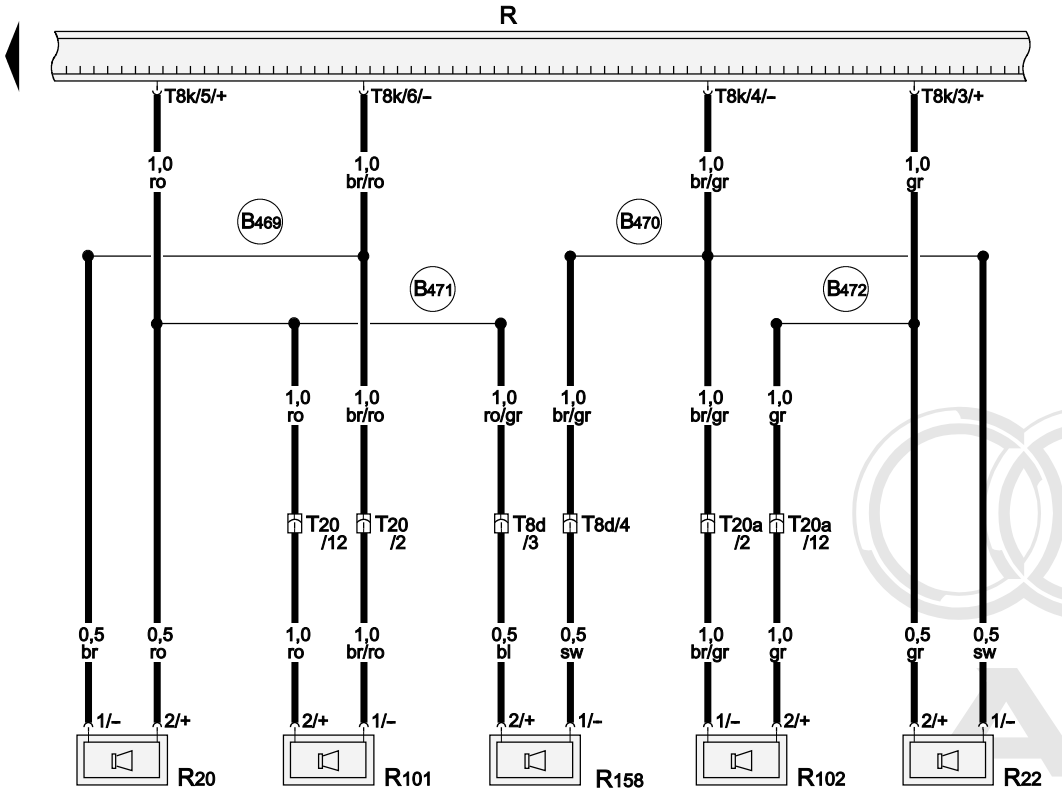 R
T8k/5/+ T8k/6/– T8k/4/– T8k/3/+
1,0 1,0 1,0 1,0
ro br/ro br/gr gr
B469 B470
B471 B472
1,0 1,0 1,0 1,0 1,0 1,0
ro br/ro ro/gr br/gr br/gr gr
T20 T20 T8d T8d/4 T20a T20a
/12 /2 /3 /2 /12
0,5 0,5 1,0 1,0 0,5 0,5 1,0 1,0 0,5 0,5
br ro ro br/ro bl sw br/gr gr gr sw
1/– 2/+ 2/+ 1/– 2/+ 1/– 1/– 2/+ 2/+ 1/–
R20 R101 R158 R102 R22